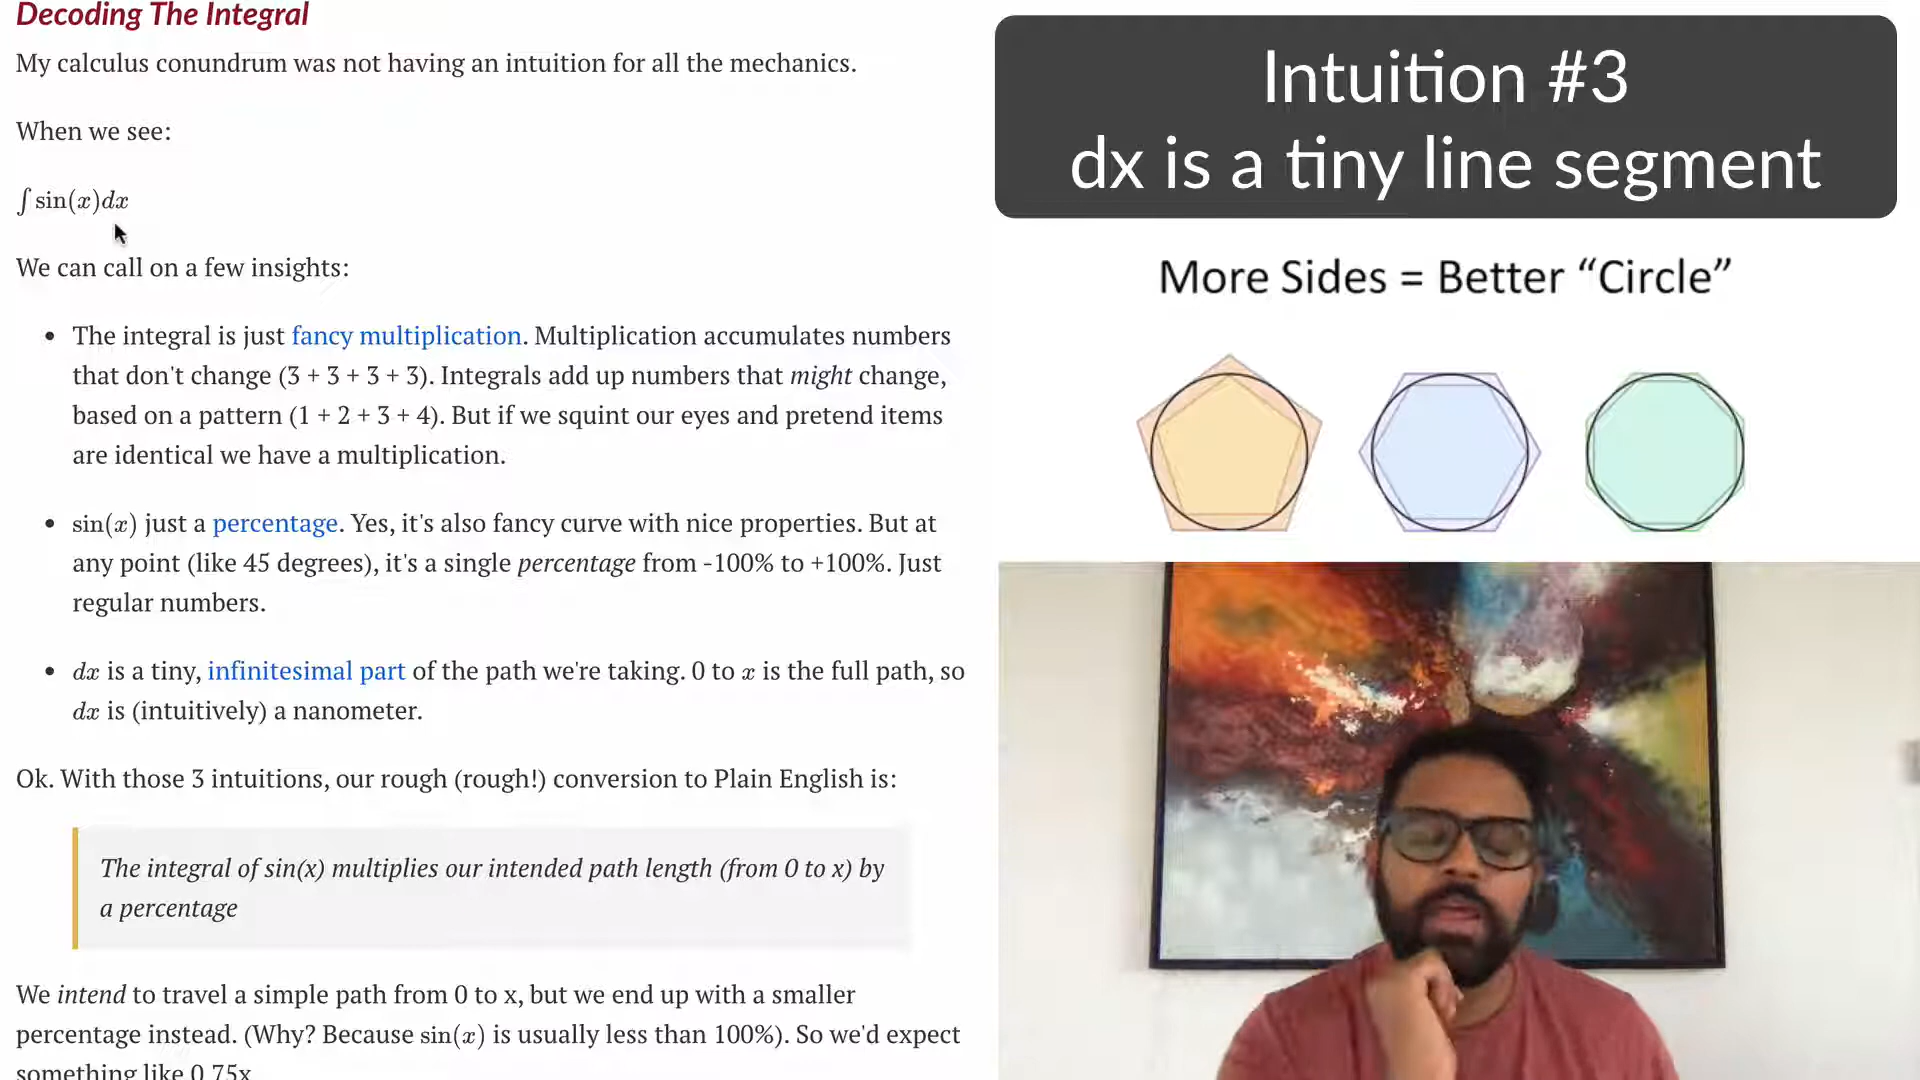 Decoding The Integral
My calculus conundrum was not having an intuition for all the mechanics.
When we see:
∫ sin(x)dx
We can call on a few insights:
• The integral is just fancy multiplication. Multiplication accumulates numbers
that don't change (3 + 3 + 3 + 3). Integrals add up numbers that might change,
based on a pattern (1 + 2 + 3 + 4). But if we squint our eyes and pretend items
are identical we have a multiplication.
• sin(x) just a percentage. Yes, it's also fancy curve with nice properties. But at
any point (like 45 degrees), it's a single percentage from -100% to +100%. Just
regular numbers.
• dx is a tiny, infinitesimal part of the path we're taking. 0 to x is the full path, so
dx is (intuitively) a nanometer.
Ok. With those 3 intuitions, our rough (rough!) conversion to Plain English is:
The integral of sin(x) multiplies our intended path length (from 0 to x) by
a percentage
We intend to travel a simple path from 0 to x, but we end up with a smaller
percentage instead. (Why? Because sin(x) is usually less than 100%). So we'd expect
something like 0.75x
Intuition #3
dx is a tiny line segment
More Sides = Better “Circle”